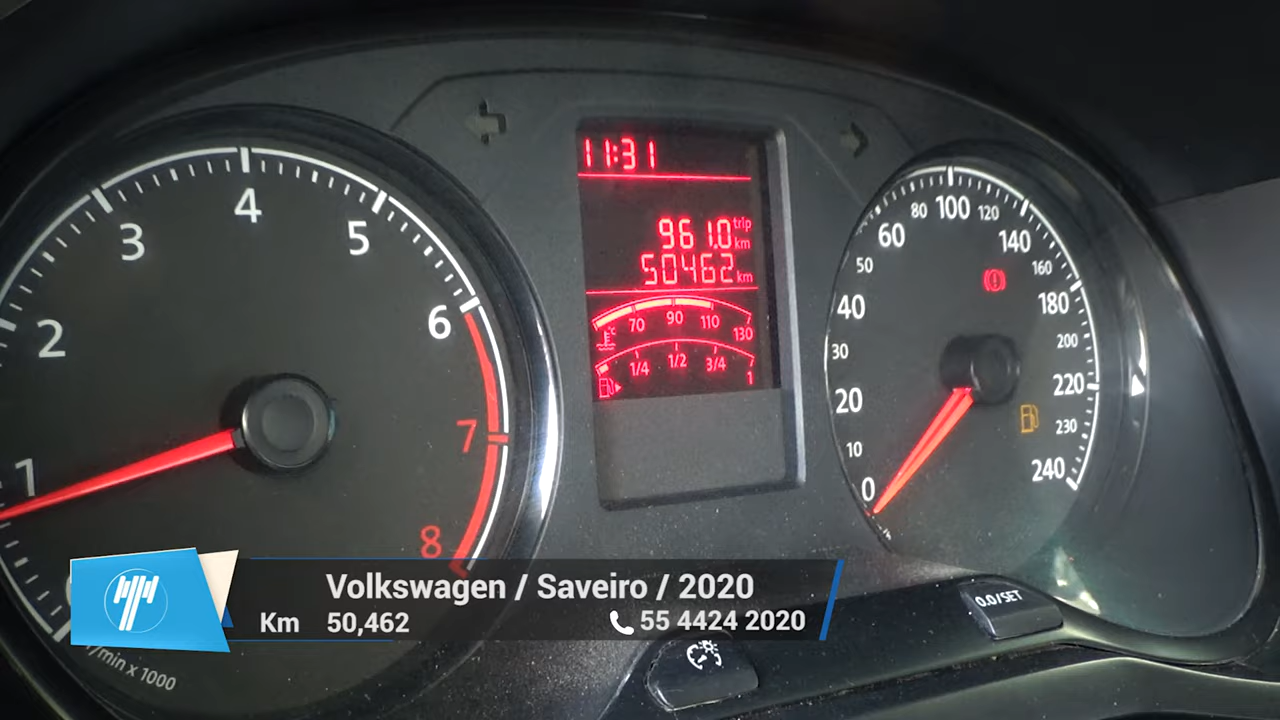 11:31
961.0 trip km
50462 km
70 90 110 130
1/4 1/2 3/4 1
1 2 3 4 5 6 7 8
1/min x 1000
0 10 20 30 40 50 60 80 100 120 140 160 180 200 220 230 240
0.0/SET
Volkswagen / Saveiro / 2020
Km 50,462
55 4424 2020